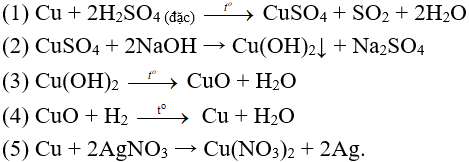 (1) Cu + 2H₂SO₄ (đặc) —t°→ CuSO₄ + SO₂ + 2H₂O
(2) CuSO₄ + 2NaOH → Cu(OH)₂↓ + Na₂SO₄
(3) Cu(OH)₂ —t°→ CuO + H₂O
(4) CuO + H₂ —t°→ Cu + H₂O
(5) Cu + 2AgNO₃ → Cu(NO₃)₂ + 2Ag.